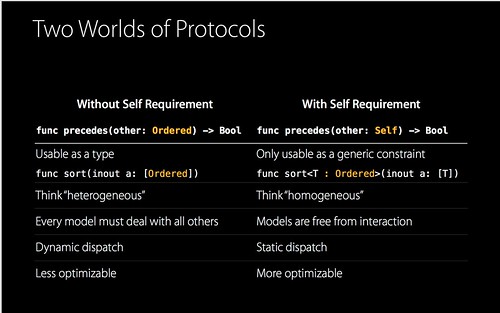 Two Worlds of Protocols
Without Self Requirement
With Self Requirement
func precedes(other: Ordered) -> Bool
func precedes(other: Self) -> Bool
Usable as a type
Only usable as a generic constraint
func sort(inout a: [Ordered])
func sort<T : Ordered>(inout a: [T])
Think “heterogeneous”
Think “homogeneous”
Every model must deal with all others
Models are free from interaction
Dynamic dispatch
Static dispatch
Less optimizable
More optimizable